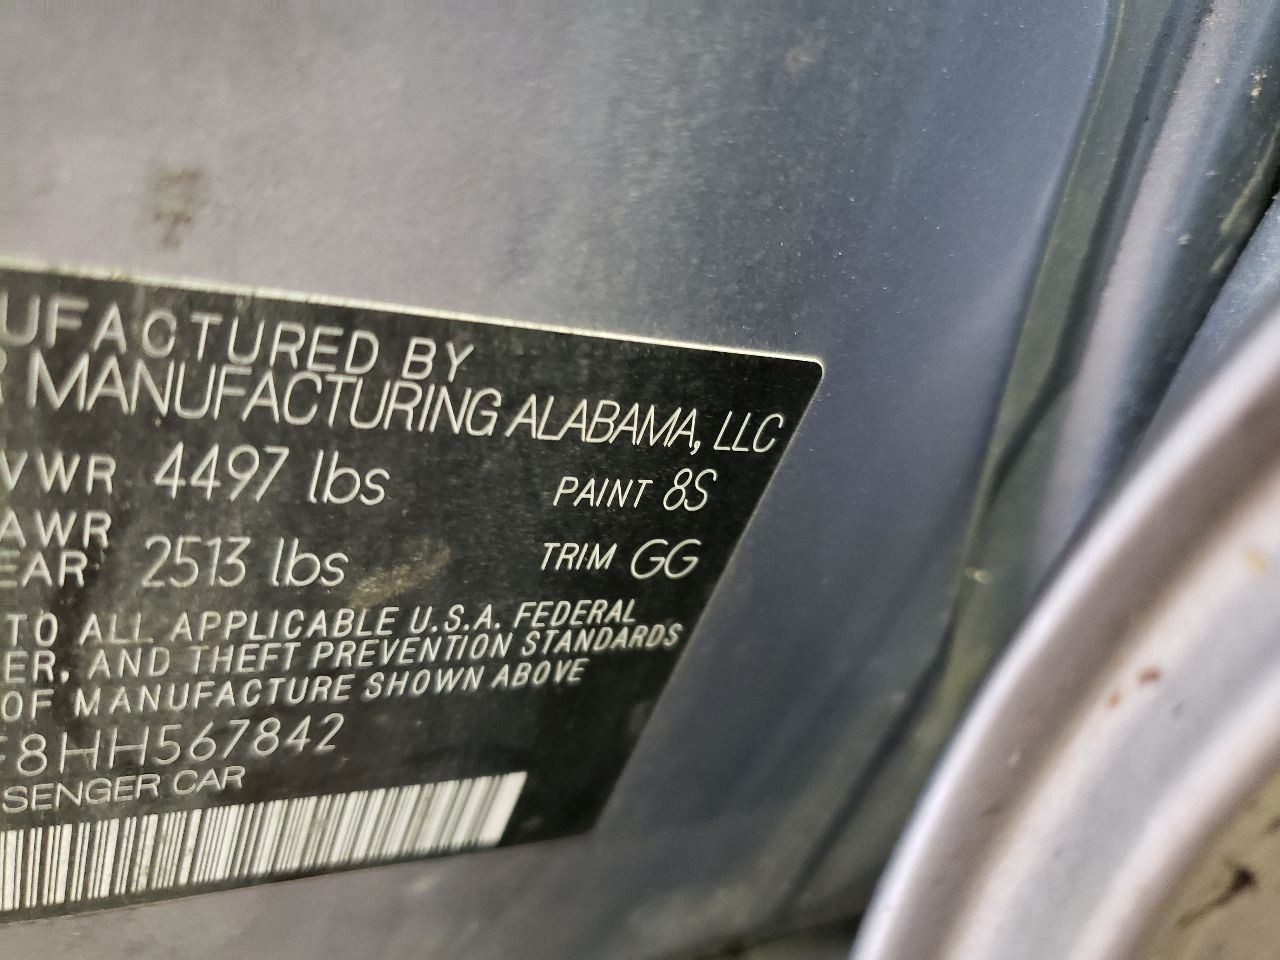 UFACTURED BY
R MANUFACTURING ALABAMA, LLC
VWR 4497 lbs PAINT 8S
AWR
EAR 2513 lbs TRIM GG
TO ALL APPLICABLE U.S.A. FEDERAL
ER, AND THEFT PREVENTION STANDARDS
OF MANUFACTURE SHOWN ABOVE
F8HH567842
SENGER CAR